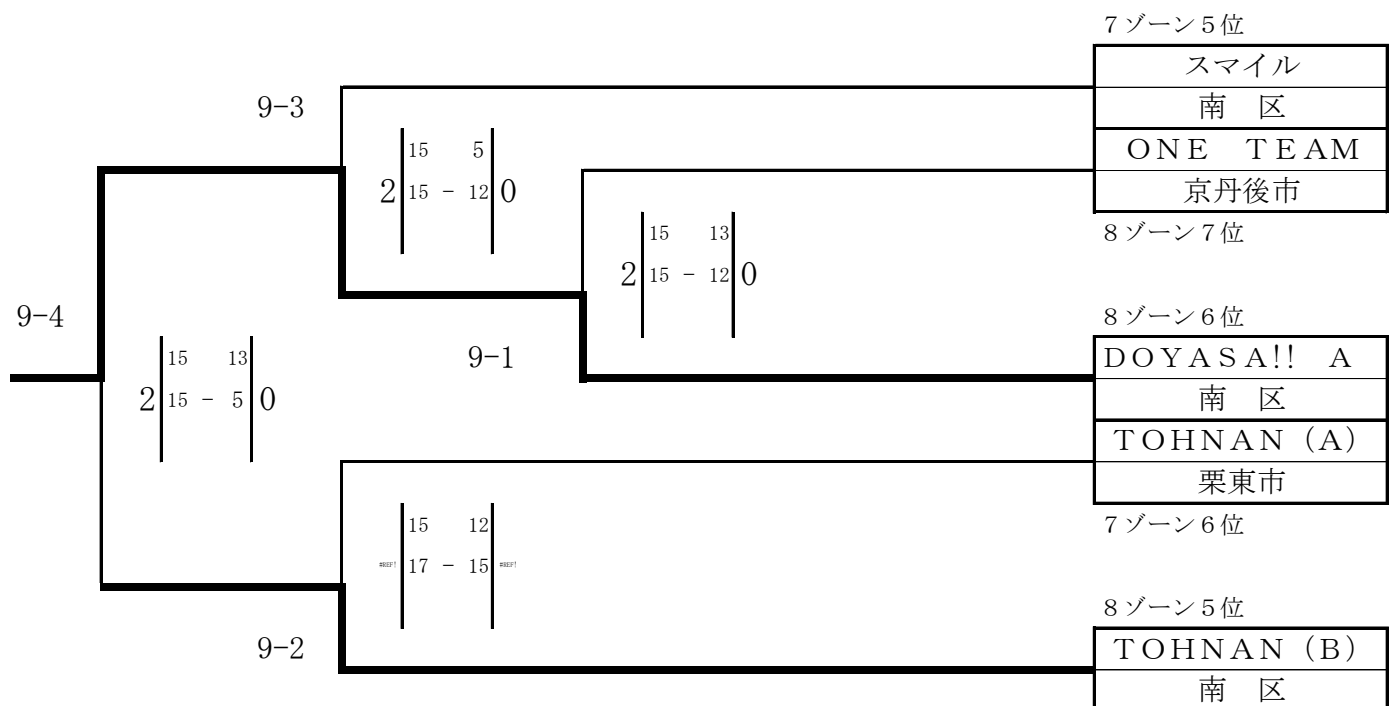 7ゾーン5位
スマイル
9-3
南　区
15　5
ONE　TEAM
2 15 - 12 0
京丹後市
15　13
8ゾーン7位
2 15 - 12 0
9-4
8ゾーン6位
15　13
9-1
DOYASA!!　A
2 15 - 5 0
南　区
TOHNAN（A）
栗東市
15　12
7ゾーン6位
#REF! 17 - 15 #REF!
8ゾーン5位
9-2
TOHNAN（B）
南　区